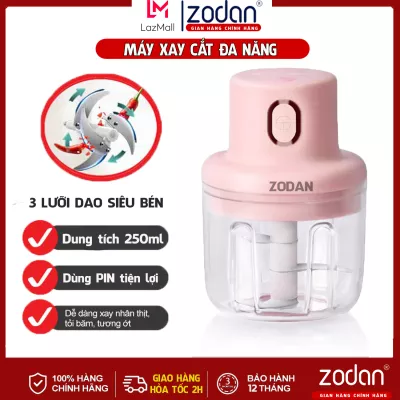 LM
LazMall
zodan®
GIAN HÀNG CHÍNH HÃNG
MÁY XAY CẮT ĐA NĂNG
ZODAN
3 LƯỠI DAO SIÊU BÉN
Dung tích 250ml
Dùng PIN tiện lợi
Dễ dàng xay nhân thịt,
tỏi băm, tương ớt
100% HÀNG
CHÍNH HÃNG
GIAO HÀNG
HỎA TỐC 2H
3
BẢO HÀNH
12 THÁNG
zodan®
GIAN HÀNG CHÍNH HÃNG